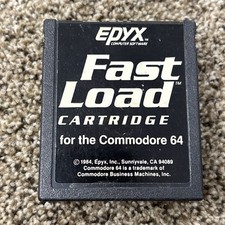 EPYX
COMPUTER SOFTWARE
Fast
Load™
CARTRIDGE
for the Commodore 64
© 1984, Epyx, Inc., Sunnyvale, CA 94089
Commodore 64 is a trademark of
Commodore Business Machines, Inc.